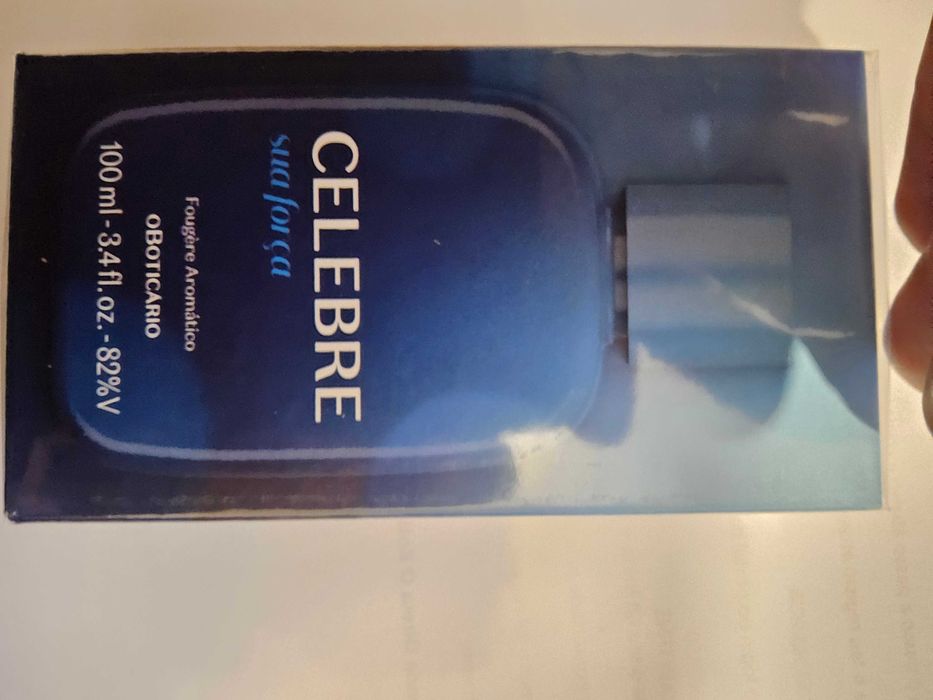 CELEBRE
sua força
Fougère Aromático
oBOTICÁRIO
100 ml - 3.4 fl. oz. - 82%V